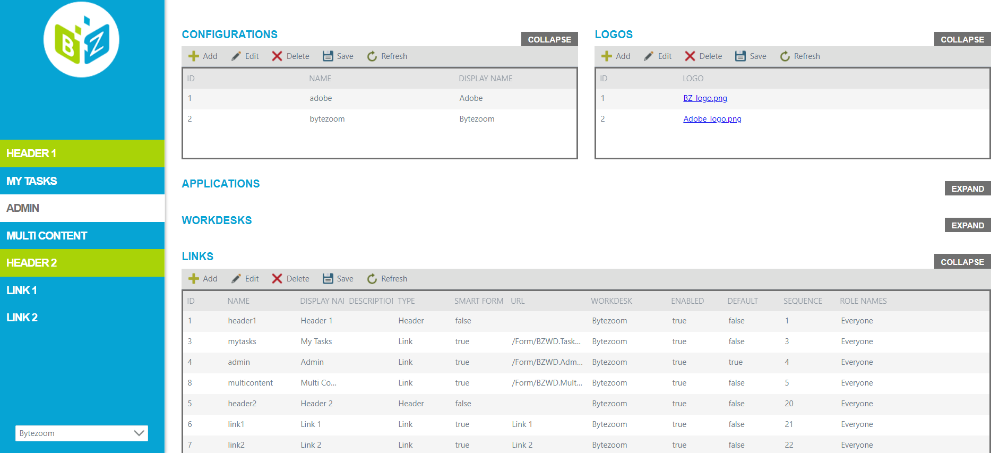 B Z
HEADER 1
MY TASKS
ADMIN
MULTI CONTENT
HEADER 2
LINK 1
LINK 2
Bytezoom
CONFIGURATIONS
COLLAPSE
Add Edit Delete Save Refresh
ID NAME DISPLAY NAME
1 adobe Adobe
2 bytezoom Bytezoom
LOGOS
COLLAPSE
Add Edit Delete Save Refresh
ID LOGO
1 BZ_logo.png
2 Adobe_logo.png
APPLICATIONS
EXPAND
WORKDESKS
EXPAND
LINKS
COLLAPSE
Add Edit Delete Save Refresh
ID NAME DISPLAY NAI DESCRIPTIOI TYPE SMART FORM URL WORKDESK ENABLED DEFAULT SEQUENCE ROLE NAMES
1 header1 Header 1 Header false Bytezoom true false 1 Everyone
3 mytasks My Tasks Link true /Form/BZWD.Task... Bytezoom true false 3 Everyone
4 admin Admin Link true /Form/BZWD.Adm... Bytezoom true true 4 Everyone
8 multicontent Multi Co... Link true /Form/BZWD.Mult... Bytezoom true false 5 Everyone
5 header2 Header 2 Header false Bytezoom true false 20 Everyone
6 link1 Link 1 Link true Link 1 Bytezoom true false 21 Everyone
7 link2 Link 2 Link true Link 2 Bytezoom true false 22 Everyone